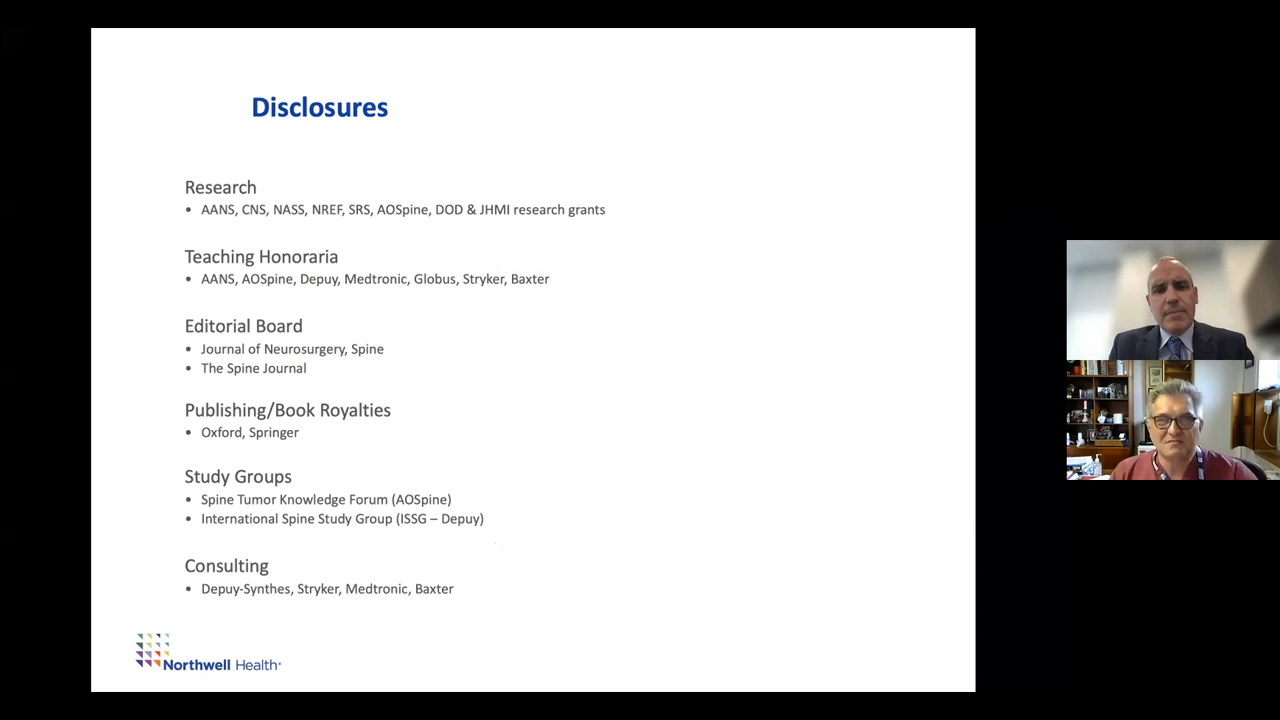 Disclosures
Research
• AANS, CNS, NASS, NREF, SRS, AOSpine, DOD & JHMI research grants
Teaching Honoraria
• AANS, AOSpine, Depuy, Medtronic, Globus, Stryker, Baxter
Editorial Board
• Journal of Neurosurgery, Spine
• The Spine Journal
Publishing/Book Royalties
• Oxford, Springer
Study Groups
• Spine Tumor Knowledge Forum (AOSpine)
• International Spine Study Group (ISSG – Depuy)
Consulting
• Depuy-Synthes, Stryker, Medtronic, Baxter
Northwell Health